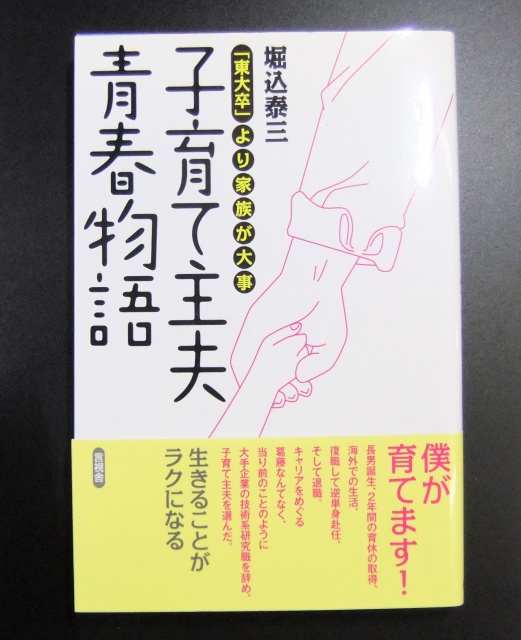 堀込泰三
「東大卒」より家族が大事
子育て主夫
青春物語
僕が
育てます！
長男誕生、2年間の育休の取得、
海外での生活、
復職して逆単身赴任、
そして退職。
キャリアをめぐる
葛藤なんてなく、
当り前のことのように
大手企業の技術系研究職を辞め、
子育て主夫を選んだ。
生きることが
ラクになる
言視舎